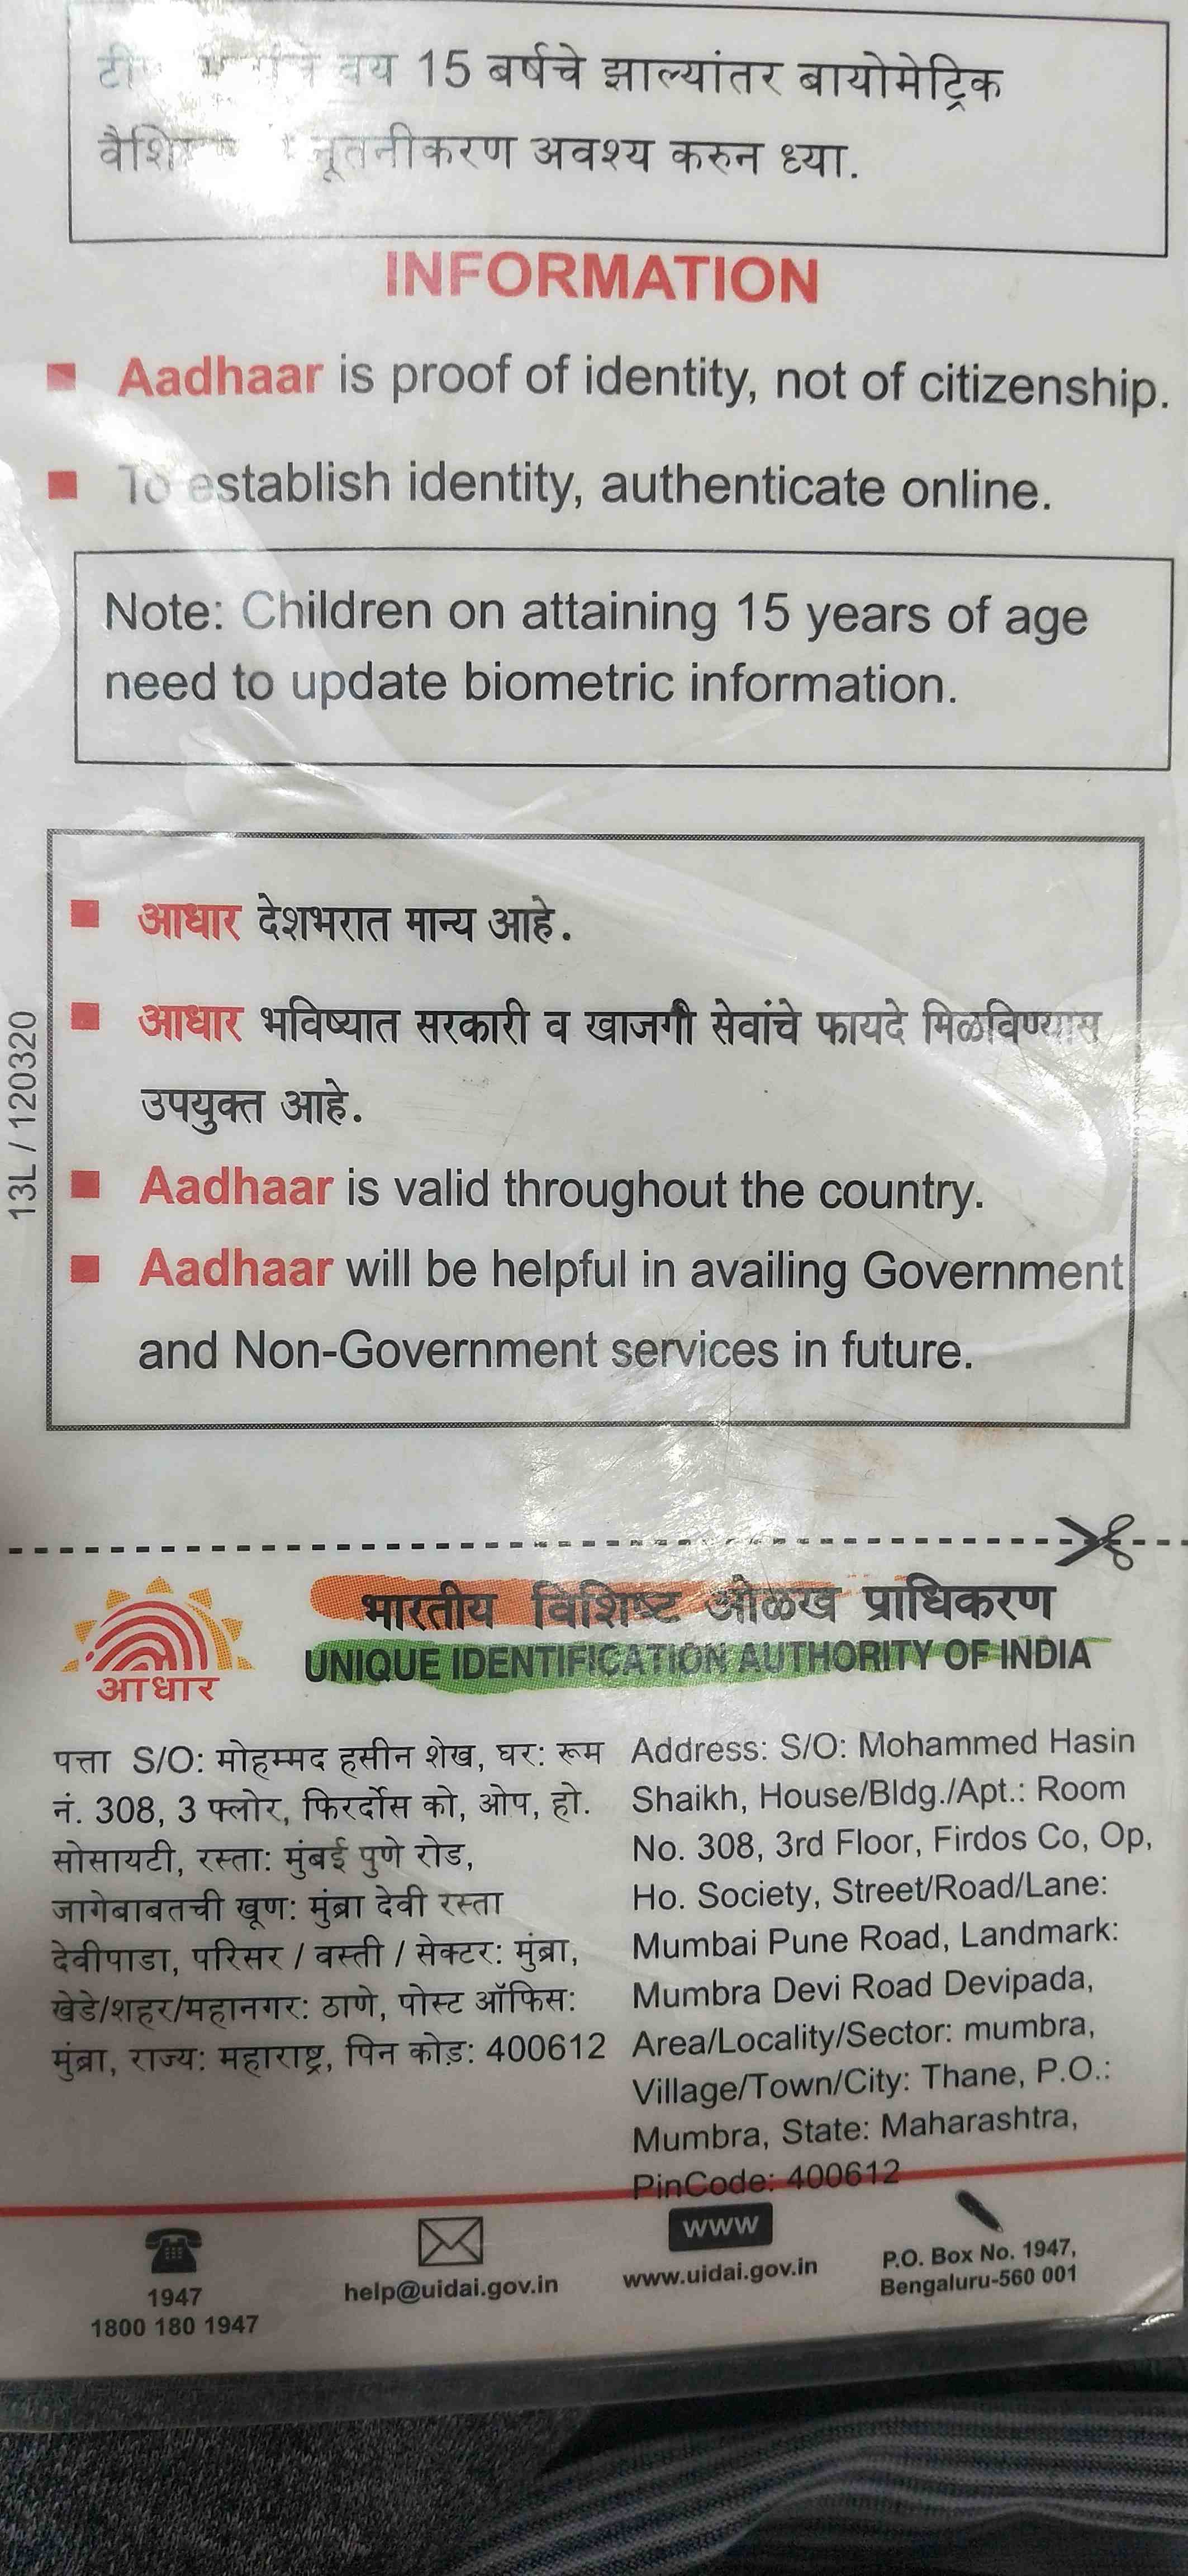 वय 15 बर्षचे झाल्यांतर बायोमेट्रिक
नूतनीकरण अवश्य करुन ध्या.
INFORMATION
■ Aadhaar is proof of identity, not of citizenship.
■ To establish identity, authenticate online.
Note: Children on attaining 15 years of age
need to update biometric information.
■ आधार देशभरात मान्य आहे.
■ आधार भविष्यात सरकारी व खाजगी सेवांचे फायदे मिळविण्यास
उपयुक्त आहे.
■ Aadhaar is valid throughout the country.
■ Aadhaar will be helpful in availing Government
and Non-Government services in future.
13L / 120320
आधार
भारतीय विशिष्ट ओळख प्राधिकरण
UNIQUE IDENTIFICATION AUTHORITY OF INDIA
पत्ता S/O: मोहम्मद हसीन शेख, घर: रूम
नं. 308, 3 फ्लोर, फिरर्दोस को, ओप, हो.
सोसायटी, रस्ता: मुंबई पुणे रोड,
जागेबाबतची खूण: मुंब्रा देवी रस्ता
देवीपाडा, परिसर / वस्ती / सेक्टर: मुंब्रा,
खेडे/शहर/महानगर: ठाणे, पोस्ट ऑफिस:
मुंब्रा, राज्य: महाराष्ट्र, पिन कोड़: 400612
Address: S/O: Mohammed Hasin
Shaikh, House/Bldg./Apt.: Room
No. 308, 3rd Floor, Firdos Co, Op,
Ho. Society, Street/Road/Lane:
Mumbai Pune Road, Landmark:
Mumbra Devi Road Devipada,
Area/Locality/Sector: mumbra,
Village/Town/City: Thane, P.O.:
Mumbra, State: Maharashtra,
PinCode: 400612
1947
1800 180 1947
help@uidai.gov.in
www
www.uidai.gov.in
P.O. Box No. 1947,
Bengaluru-560 001